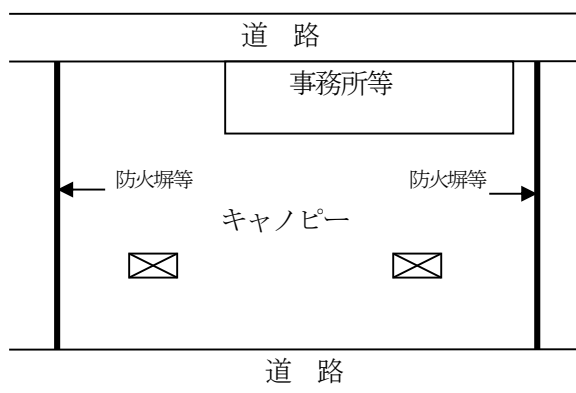 道 路
事務所等
防火塀等 防火塀等
キャノピー
道 路